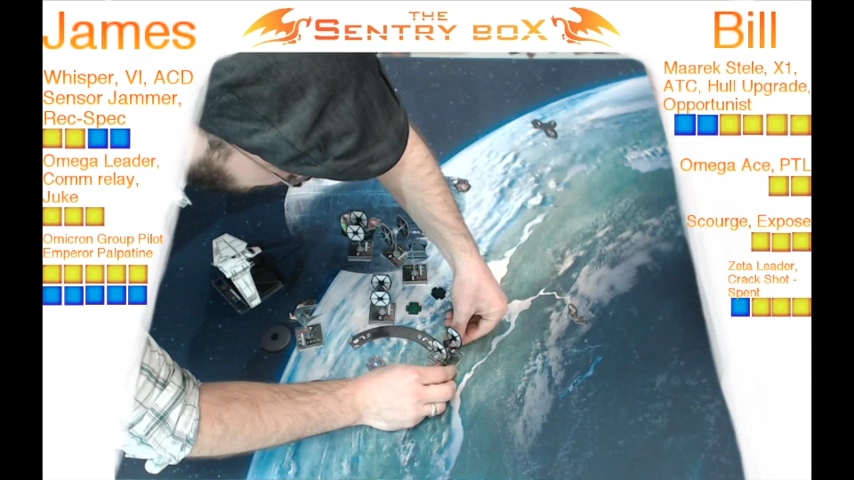 James
THE
SENTRY BOX
Bill
Whisper, VI, ACD
Sensor Jammer,
Rec-Spec
Omega Leader,
Comm relay,
Juke
Omicron Group Pilot
Emperor Palpatine
Maarek Stele, X1,
ATC, Hull Upgrade,
Opportunist
Omega Ace, PTL
Scourge, Expose
Zeta Leader,
Crack Shot -
Spent